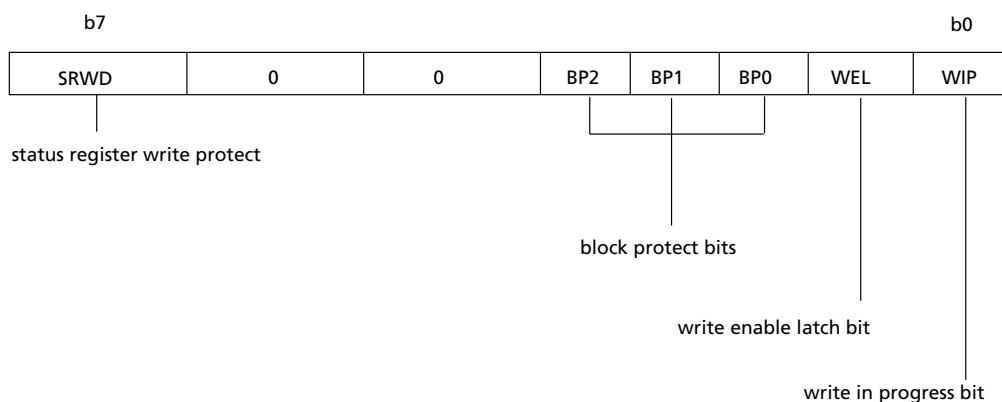 b7 b0
SRWD 0 0 BP2 BP1 BP0 WEL WIP
status register write protect
block protect bits
write enable latch bit
write in progress bit